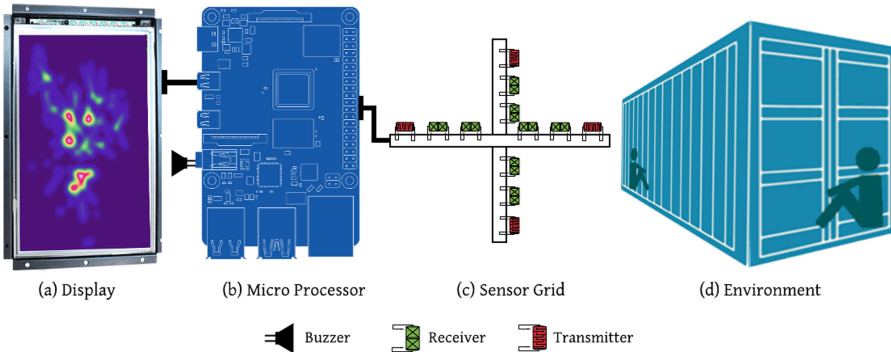 (a) Display
(b) Micro Processor
(c) Sensor Grid
(d) Environment
Buzzer
Receiver
Transmitter